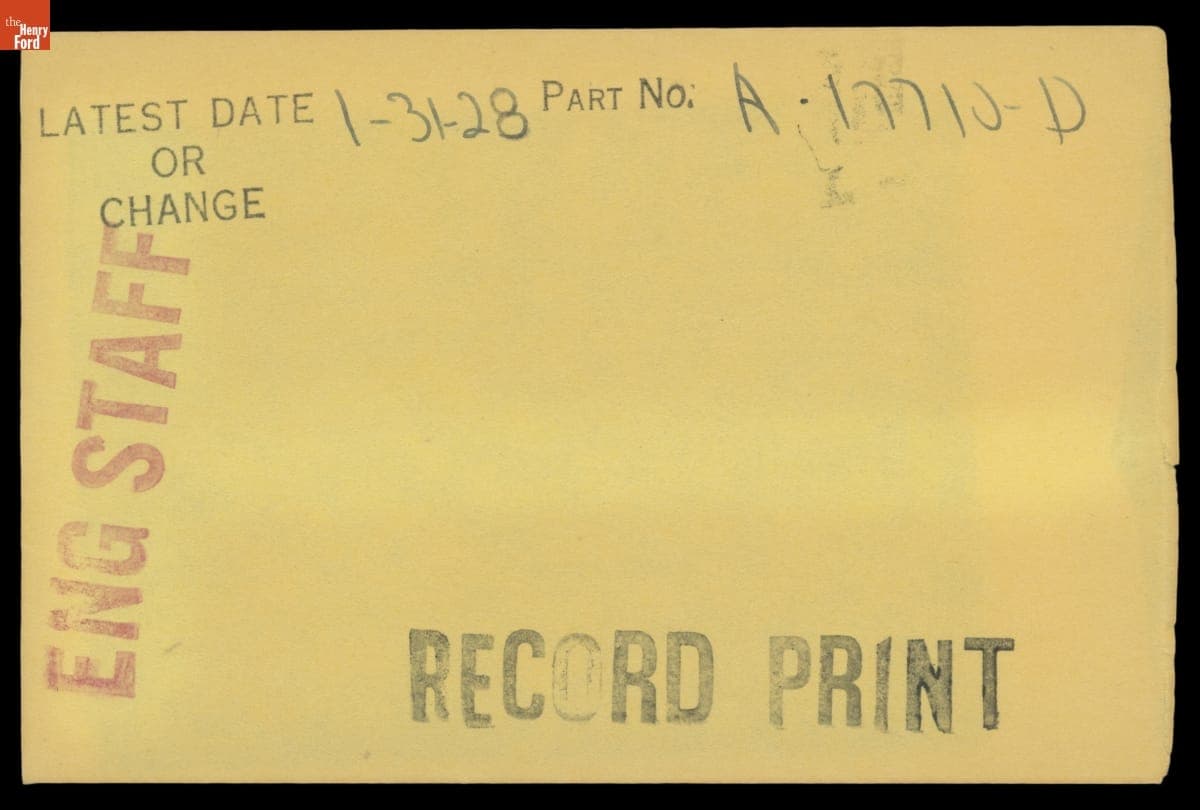 the
Henry
Ford
LATEST DATE 1-31-28 PART No. A-17710-D
OR
CHANGE
ENG STAFF
RECORD PRINT